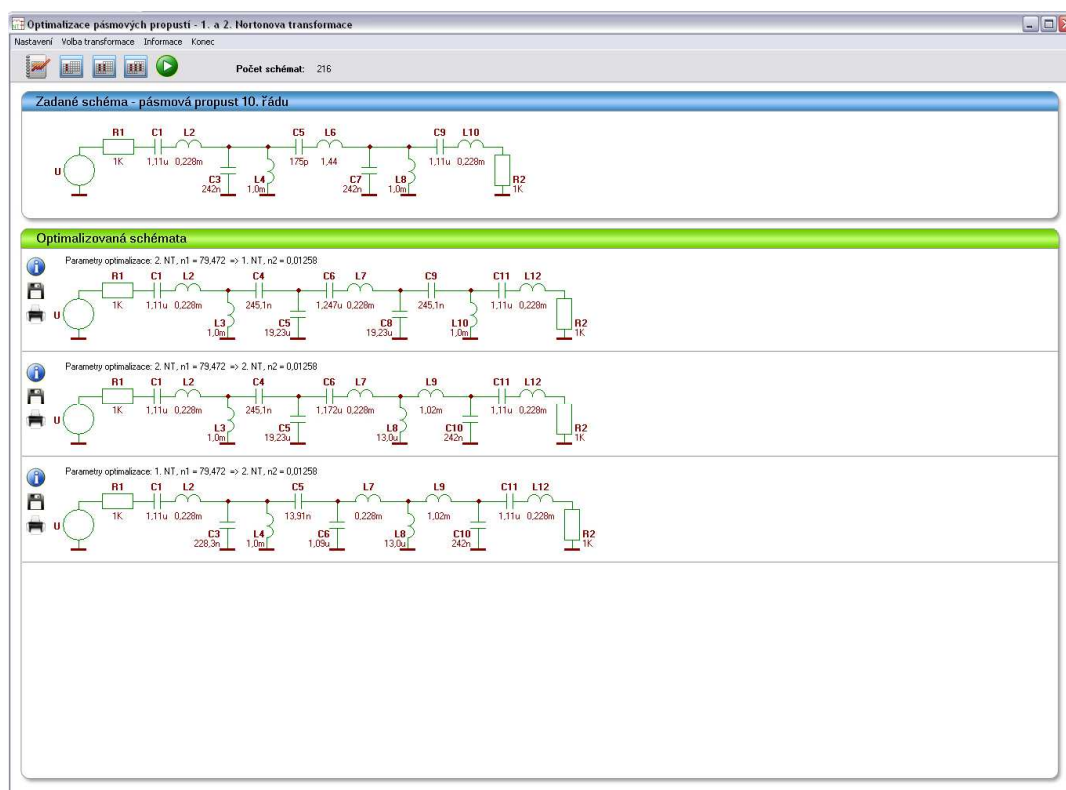 Optimalizace pásmových propustí - 1. a 2. Nortonova transformace
Nastavení Volba transformace Informace Konec
Počet schémat: 216
Zadané schéma - pásmová propust 10. řádu
R1 C1 L2 C5 L6 C9 L10
1K 1,11u 0,228m 175p 1,44 1,11u 0,228m
U
C3 L4 C7 L8 R2
242n 1,0m 242n 1,0m 1K
Optimalizovaná schémata
Parametry optimalizace: 2. NT, n1 = 79,472 => 1. NT, n2 = 0,01258
R1 C1 L2 C4 C6 L7 C9 C11 L12
1K 1,11u 0,228m 245,1n 1,247u 0,228m 245,1n 1,11u 0,228m
U
L3 C5 C8 L10 R2
1,0m 19,23u 19,23u 1,0m 1K
Parametry optimalizace: 2. NT, n1 = 79,472 => 2. NT, n2 = 0,01258
R1 C1 L2 C4 C6 L7 L9 C11 L12
1K 1,11u 0,228m 245,1n 1,172u 0,228m 1,02m 1,11u 0,228m
U
L3 C5 L8 C10 R2
1,0m 19,23u 13,0u 242n 1K
Parametry optimalizace: 1. NT, n1 = 79,472 => 2. NT, n2 = 0,01258
R1 C1 L2 C5 L7 L9 C11 L12
1K 1,11u 0,228m 13,91n 0,228m 1,02m 1,11u 0,228m
U
C3 L4 C6 L8 C10 R2
228,3n 1,0m 1,09u 13,0u 242n 1K